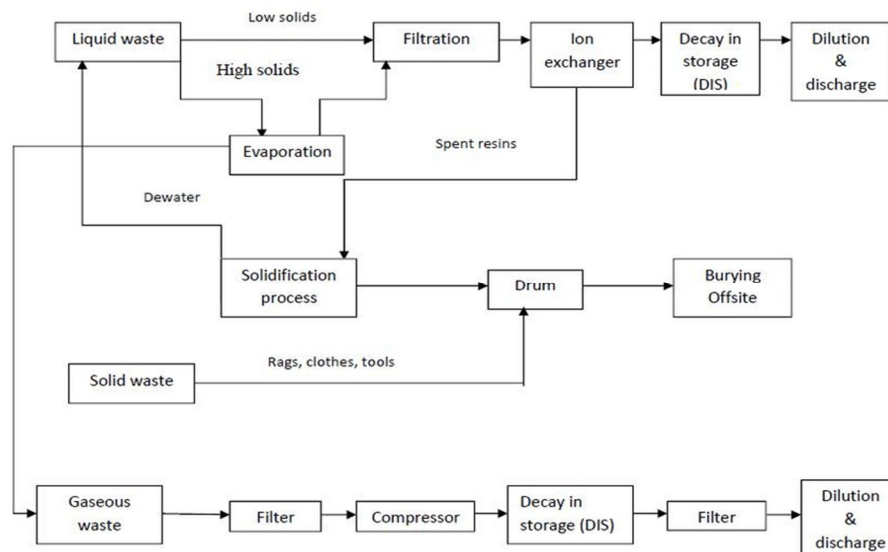 Low solids
Liquid waste
Filtration
Ion
exchanger
Decay in
storage
(DIS)
Dilution
&
discharge
High solids
Evaporation
Spent resins
Dewater
Solidification
process
Drum
Burying
Offsite
Rags, clothes, tools
Solid waste
Gaseous
waste
Filter
Compressor
Decay in
storage (DIS)
Filter
Dilution
&
discharge